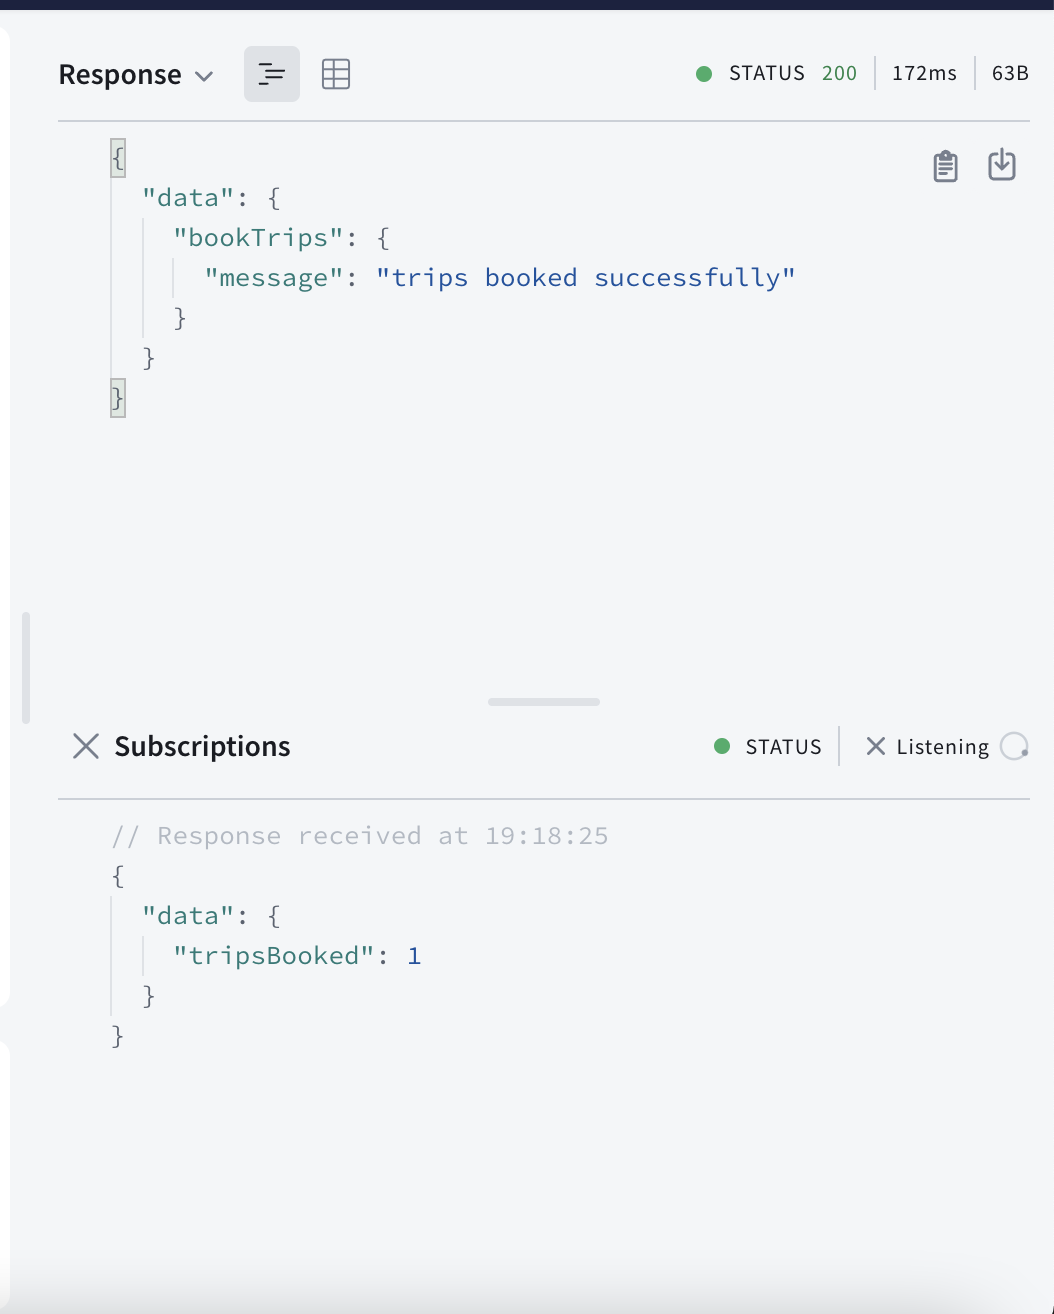 Response
STATUS 200 172ms 63B
{
  "data": {
    "bookTrips": {
      "message": "trips booked successfully"
    }
  }
}
Subscriptions
STATUS Listening
// Response received at 19:18:25
{
  "data": {
    "tripsBooked": 1
  }
}